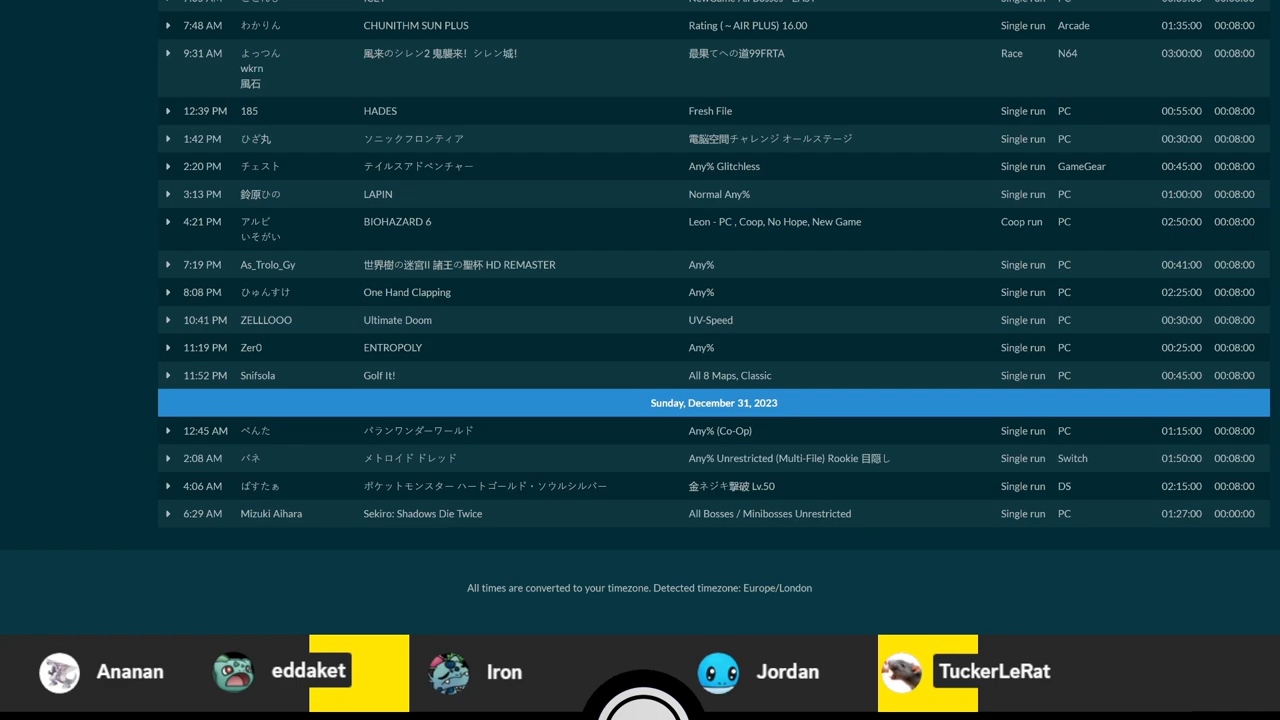 7:48 AM わかりん CHUNITHM SUN PLUS Rating (～AIR PLUS) 16.00 Single run Arcade 01:35:00 00:08:00
9:31 AM よっつん 風来のシレン2 鬼襲来！シレン城！ 最果てへの道99FRTA Race N64 03:00:00 00:08:00
wkrn
風石
12:39 PM 185 HADES Fresh File Single run PC 00:55:00 00:08:00
1:42 PM ひざ丸 ソニックフロンティア 電脳空間チャレンジ オールステージ Single run PC 00:30:00 00:08:00
2:20 PM チェスト テイルスアドベンチャー Any% Glitchless Single run GameGear 00:45:00 00:08:00
3:13 PM 鈴原ひの LAPIN Normal Any% Single run PC 01:00:00 00:08:00
4:21 PM アルビ BIOHAZARD 6 Leon - PC , Coop, No Hope, New Game Coop run PC 02:50:00 00:08:00
いそがい
7:19 PM As_Trolo_Gy 世界樹の迷宮II 諸王の聖杯 HD REMASTER Any% Single run PC 00:41:00 00:08:00
8:08 PM ひゅんすけ One Hand Clapping Any% Single run PC 02:25:00 00:08:00
10:41 PM ZELLLOOO Ultimate Doom UV-Speed Single run PC 00:30:00 00:08:00
11:19 PM Zer0 ENTROPOLY Any% Single run PC 00:25:00 00:08:00
11:52 PM Snifsola Golf It! All 8 Maps, Classic Single run PC 00:45:00 00:08:00
Sunday, December 31, 2023
12:45 AM ぺんた バランワンダーワールド Any% (Co-Op) Single run PC 01:15:00 00:08:00
2:08 AM パネ メトロイド ドレッド Any% Unrestricted (Multi-File) Rookie 目隠し Single run Switch 01:50:00 00:08:00
4:06 AM ぱすたぁ ポケットモンスター ハートゴールド・ソウルシルバー 金ネジキ撃破 Lv.50 Single run DS 02:15:00 00:08:00
6:29 AM Mizuki Aihara Sekiro: Shadows Die Twice All Bosses / Minibosses Unrestricted Single run PC 01:27:00 00:00:00
All times are converted to your timezone. Detected timezone: Europe/London
Ananan eddaket Iron Jordan TuckerLeRat